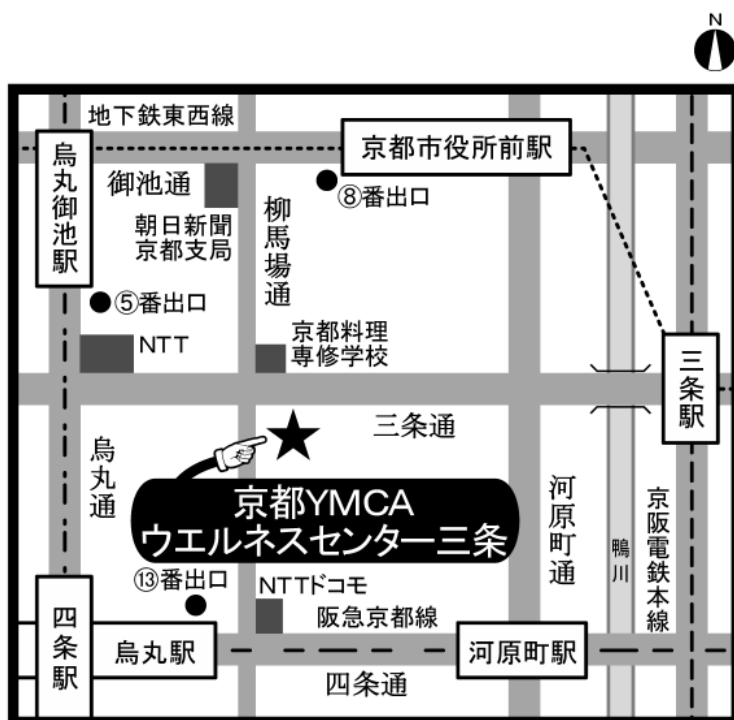 N
地下鉄東西線
烏丸御池駅
京都市役所前駅
御池通
⑧番出口
朝日新聞
京都支局
柳馬場通
⑤番出口
NTT
京都料理
専修学校
三条駅
三条通
烏丸通
京都YMCA
ウエルネスセンター三条
河原町通
鴨川
京阪電鉄本線
⑬番出口
NTTドコモ
阪急京都線
四条駅
烏丸駅
河原町駅
四条通